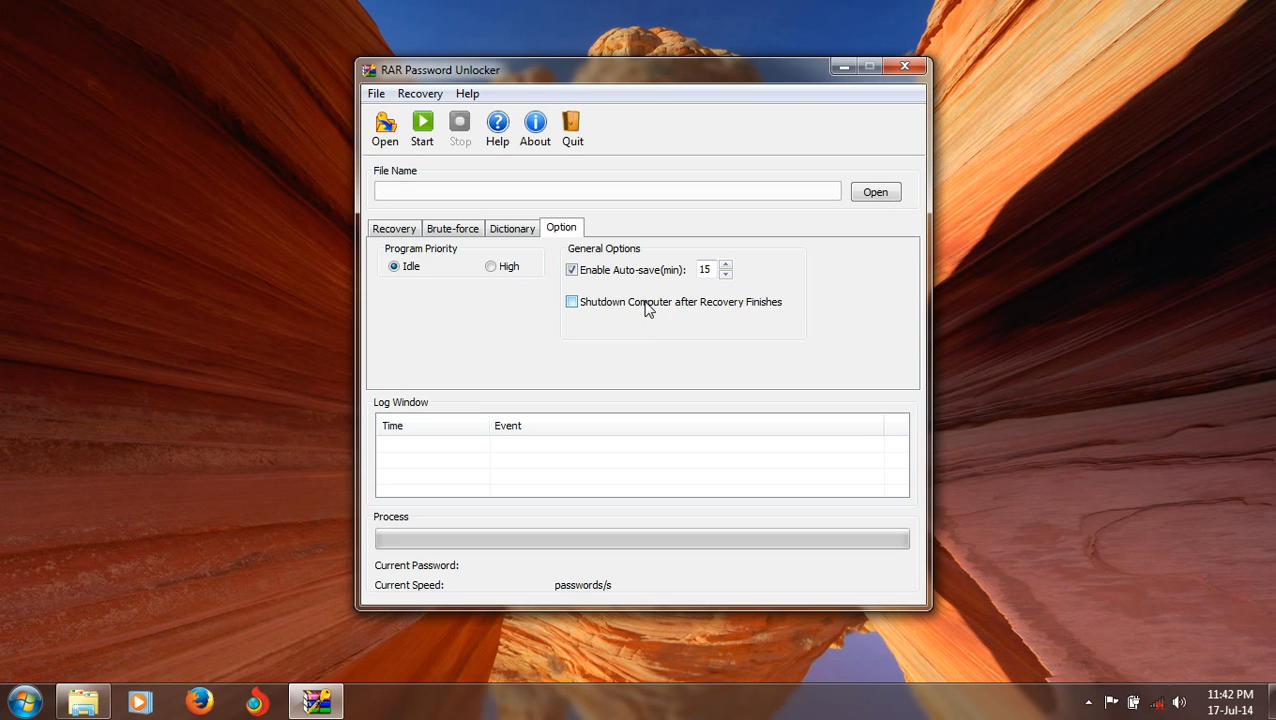 RAR Password Unlocker
File Recovery Help
Open Start Stop Help About Quit
File Name
Open
Recovery Brute-force Dictionary Option
Program Priority General Options
Idle High Enable Auto-save(min): 15
Shutdown Computer after Recovery Finishes
Log Window
Time Event
Process
Current Password:
Current Speed: passwords/s
11:42 PM
17-Jul-14